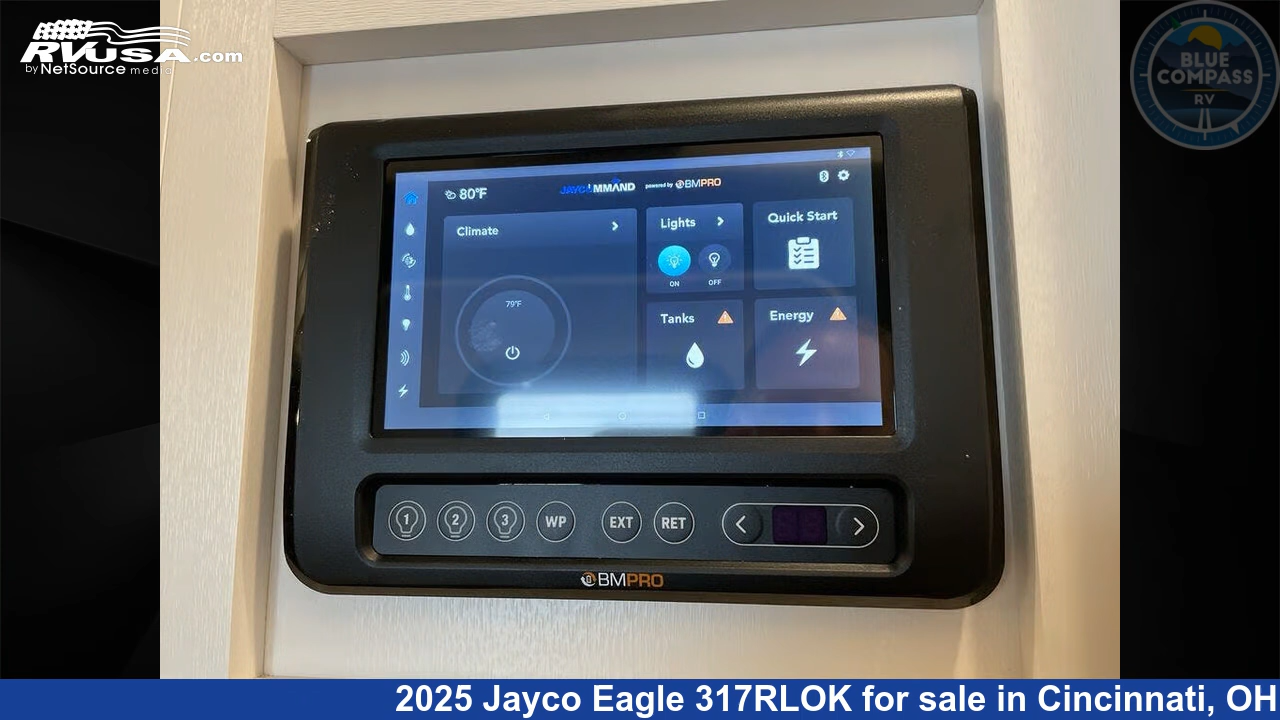 RVUSA.com
by NetSource media
BLUE
COMPASS
RV
80°F
JAYCOMMAND powered by BMPRO
Climate
79°F
Lights
ON OFF
Quick Start
Tanks
Energy
1 2 3 WP EXT RET
BMPRO
2025 Jayco Eagle 317RLOK for sale in Cincinnati, OH